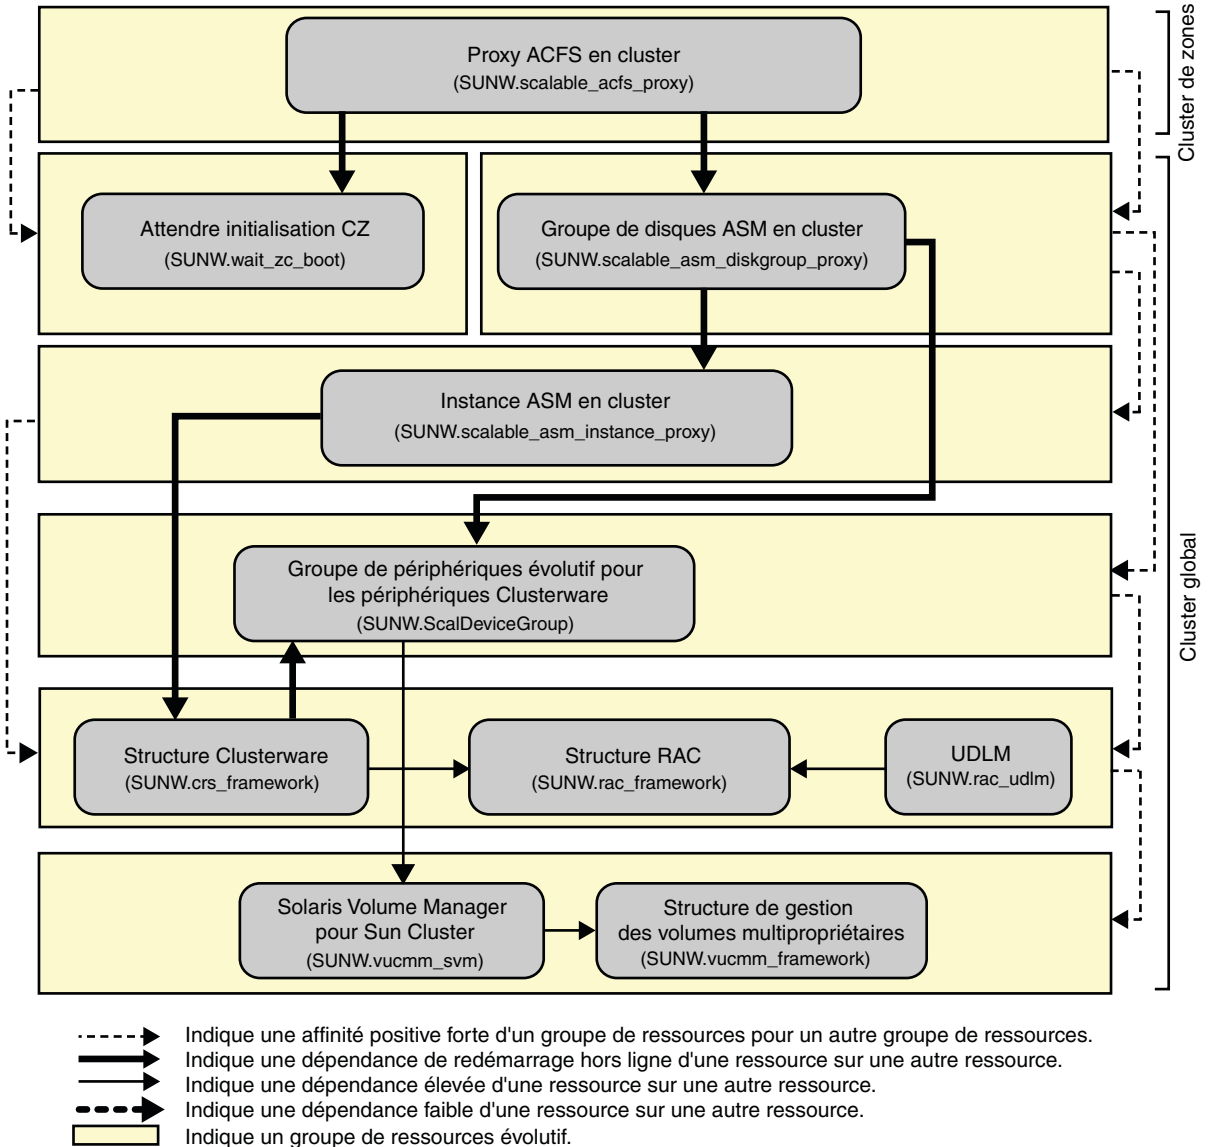 Proxy ACFS en cluster
(SUNW.scalable_acfs_proxy)
Cluster de zones
Attendre initialisation CZ
(SUNW.wait_zc_boot)
Groupe de disques ASM en cluster
(SUNW.scalable_asm_diskgroup_proxy)
Instance ASM en cluster
(SUNW.scalable_asm_instance_proxy)
Groupe de périphériques évolutif pour
les périphériques Clusterware
(SUNW.ScalDeviceGroup)
Cluster global
Structure Clusterware
(SUNW.crs_framework)
Structure RAC
(SUNW.rac_framework)
UDLM
(SUNW.rac_udlm)
Solaris Volume Manager
pour Sun Cluster
(SUNW.vucmm_svm)
Structure de gestion
des volumes multipropriétaires
(SUNW.vucmm_framework)
Indique une affinité positive forte d'un groupe de ressources pour un autre groupe de ressources.
Indique une dépendance de redémarrage hors ligne d'une ressource sur une autre ressource.
Indique une dépendance élevée d'une ressource sur une autre ressource.
Indique une dépendance faible d'une ressource sur une autre ressource.
Indique un groupe de ressources évolutif.